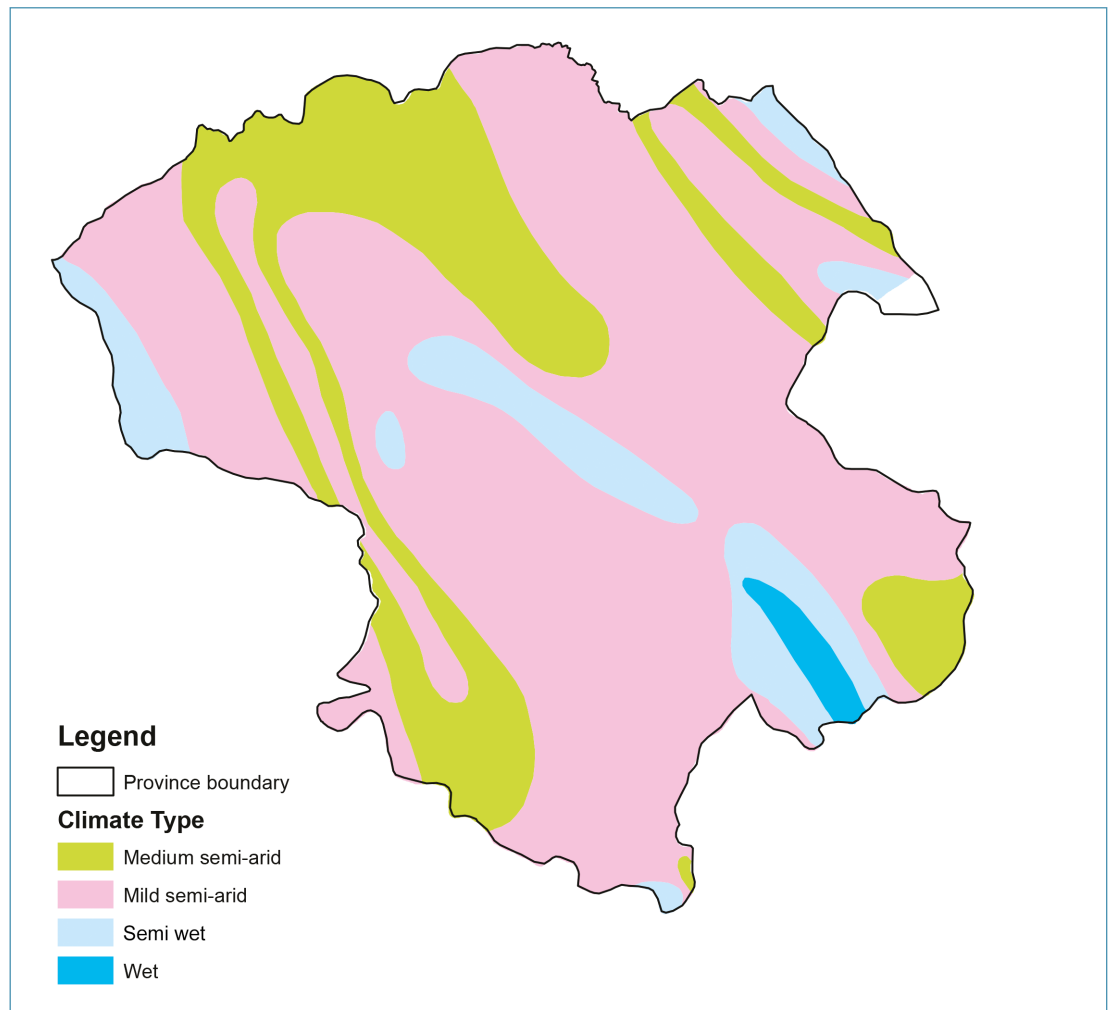 Legend
Province boundary
Climate Type
Medium semi-arid
Mild semi-arid
Semi wet
Wet